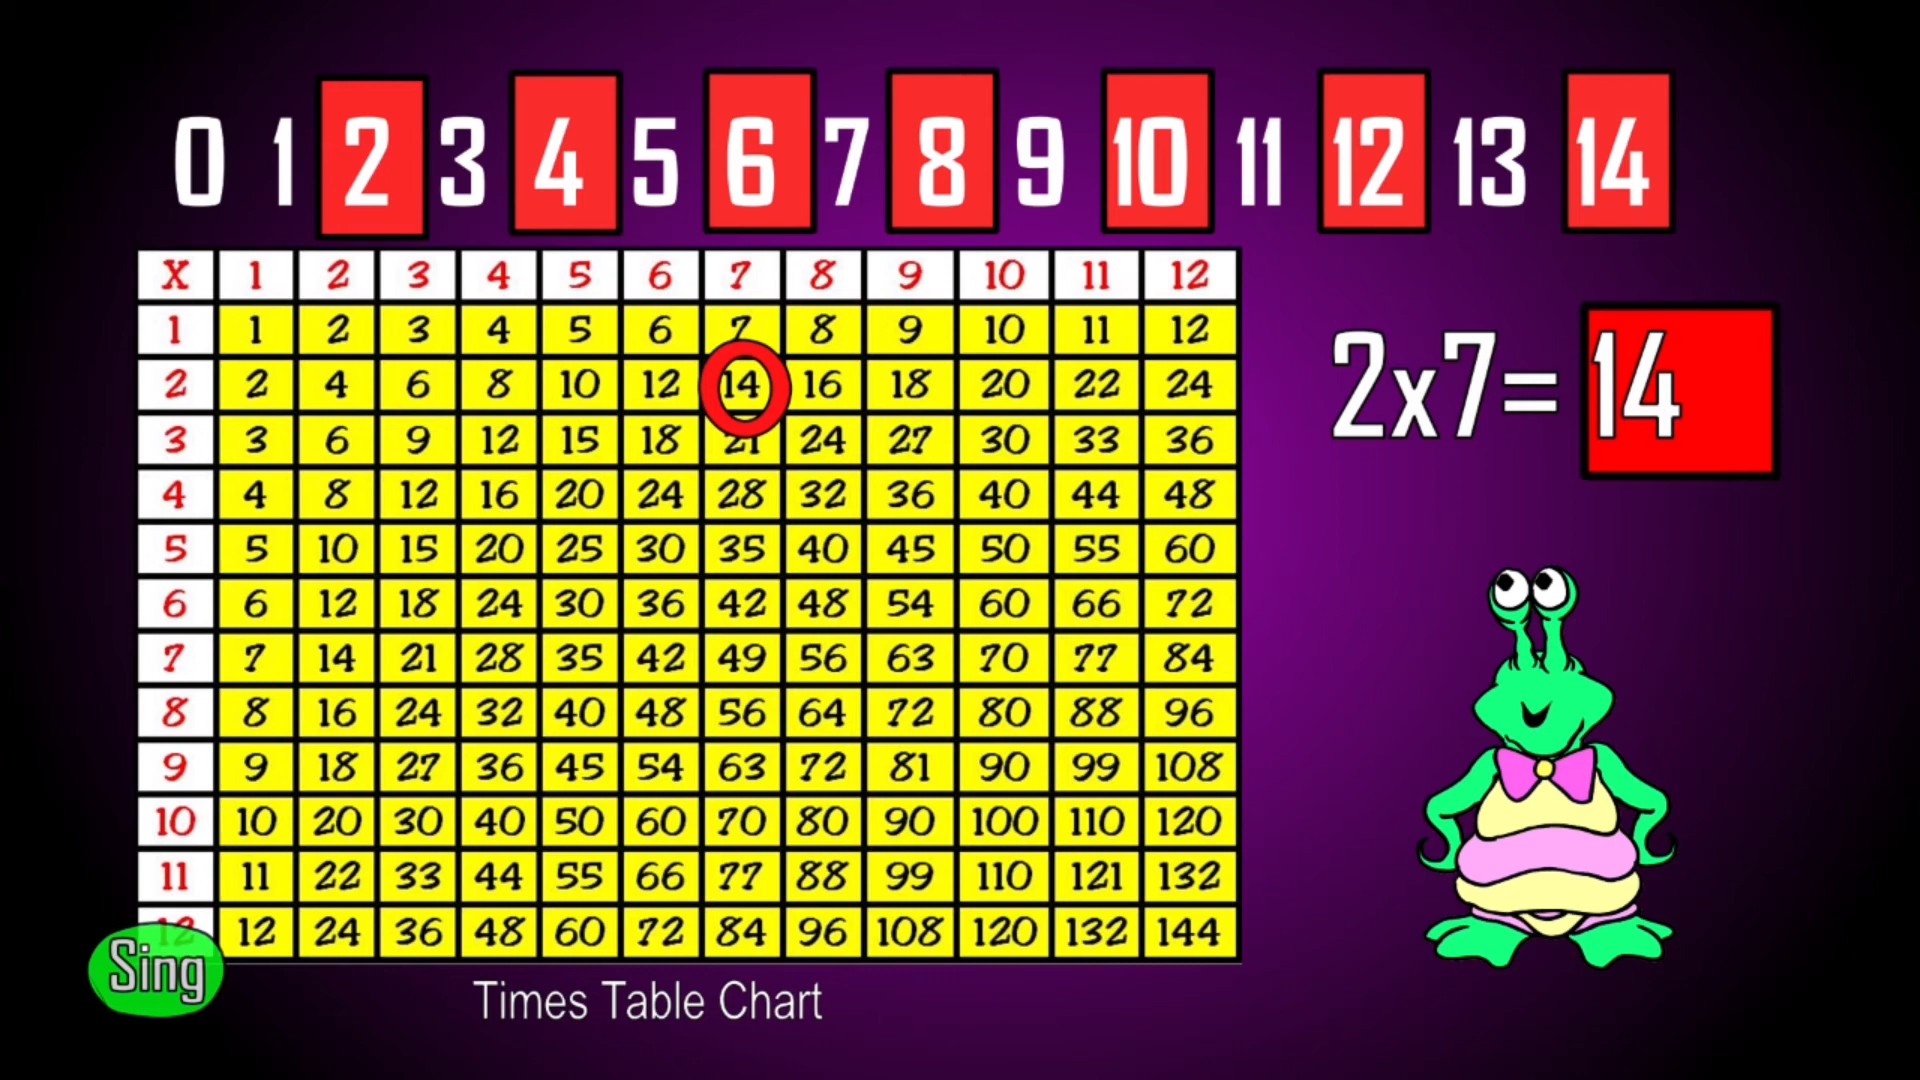 0 1 2 3 4 5 6 7 8 9 10 11 12 13 14
X 1 2 3 4 5 6 7 8 9 10 11 12
1 1 2 3 4 5 6 7 8 9 10 11 12
2 2 4 6 8 10 12 14 16 18 20 22 24
3 3 6 9 12 15 18 21 24 27 30 33 36
4 4 8 12 16 20 24 28 32 36 40 44 48
5 5 10 15 20 25 30 35 40 45 50 55 60
6 6 12 18 24 30 36 42 48 54 60 66 72
7 7 14 21 28 35 42 49 56 63 70 77 84
8 8 16 24 32 40 48 56 64 72 80 88 96
9 9 18 27 36 45 54 63 72 81 90 99 108
10 10 20 30 40 50 60 70 80 90 100 110 120
11 11 22 33 44 55 66 77 88 99 110 121 132
12 12 24 36 48 60 72 84 96 108 120 132 144
2x7= 14
Sing
Times Table Chart